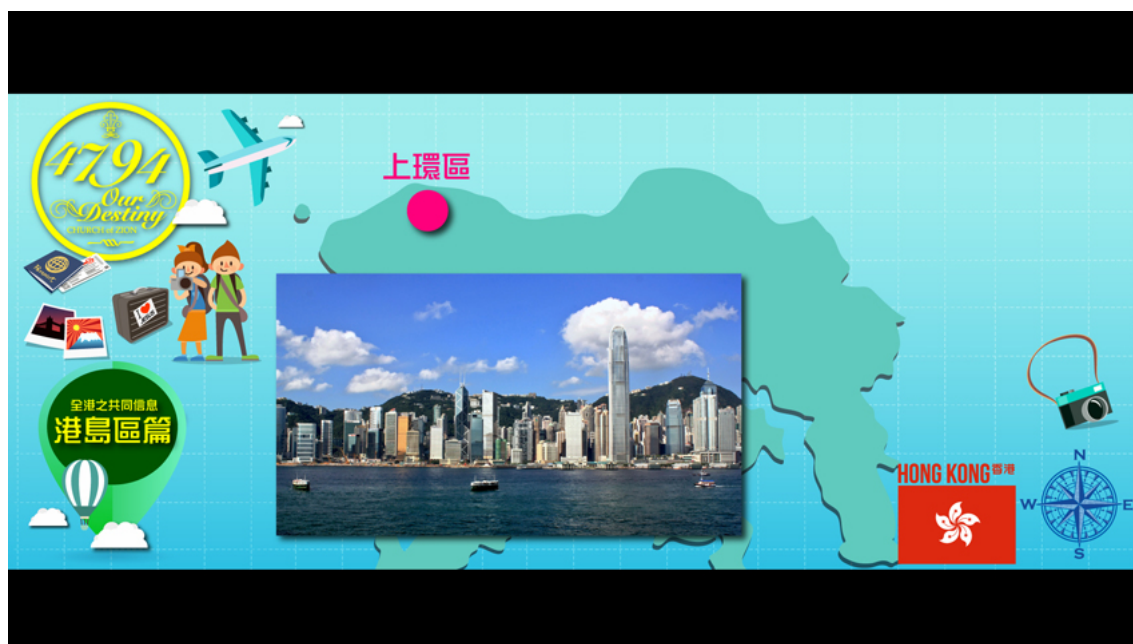 4794
Our
Destiny
CHURCH of ZION
上環區
全港之共同信息
港島區篇
HONG KONG 香港
N
W
E
S